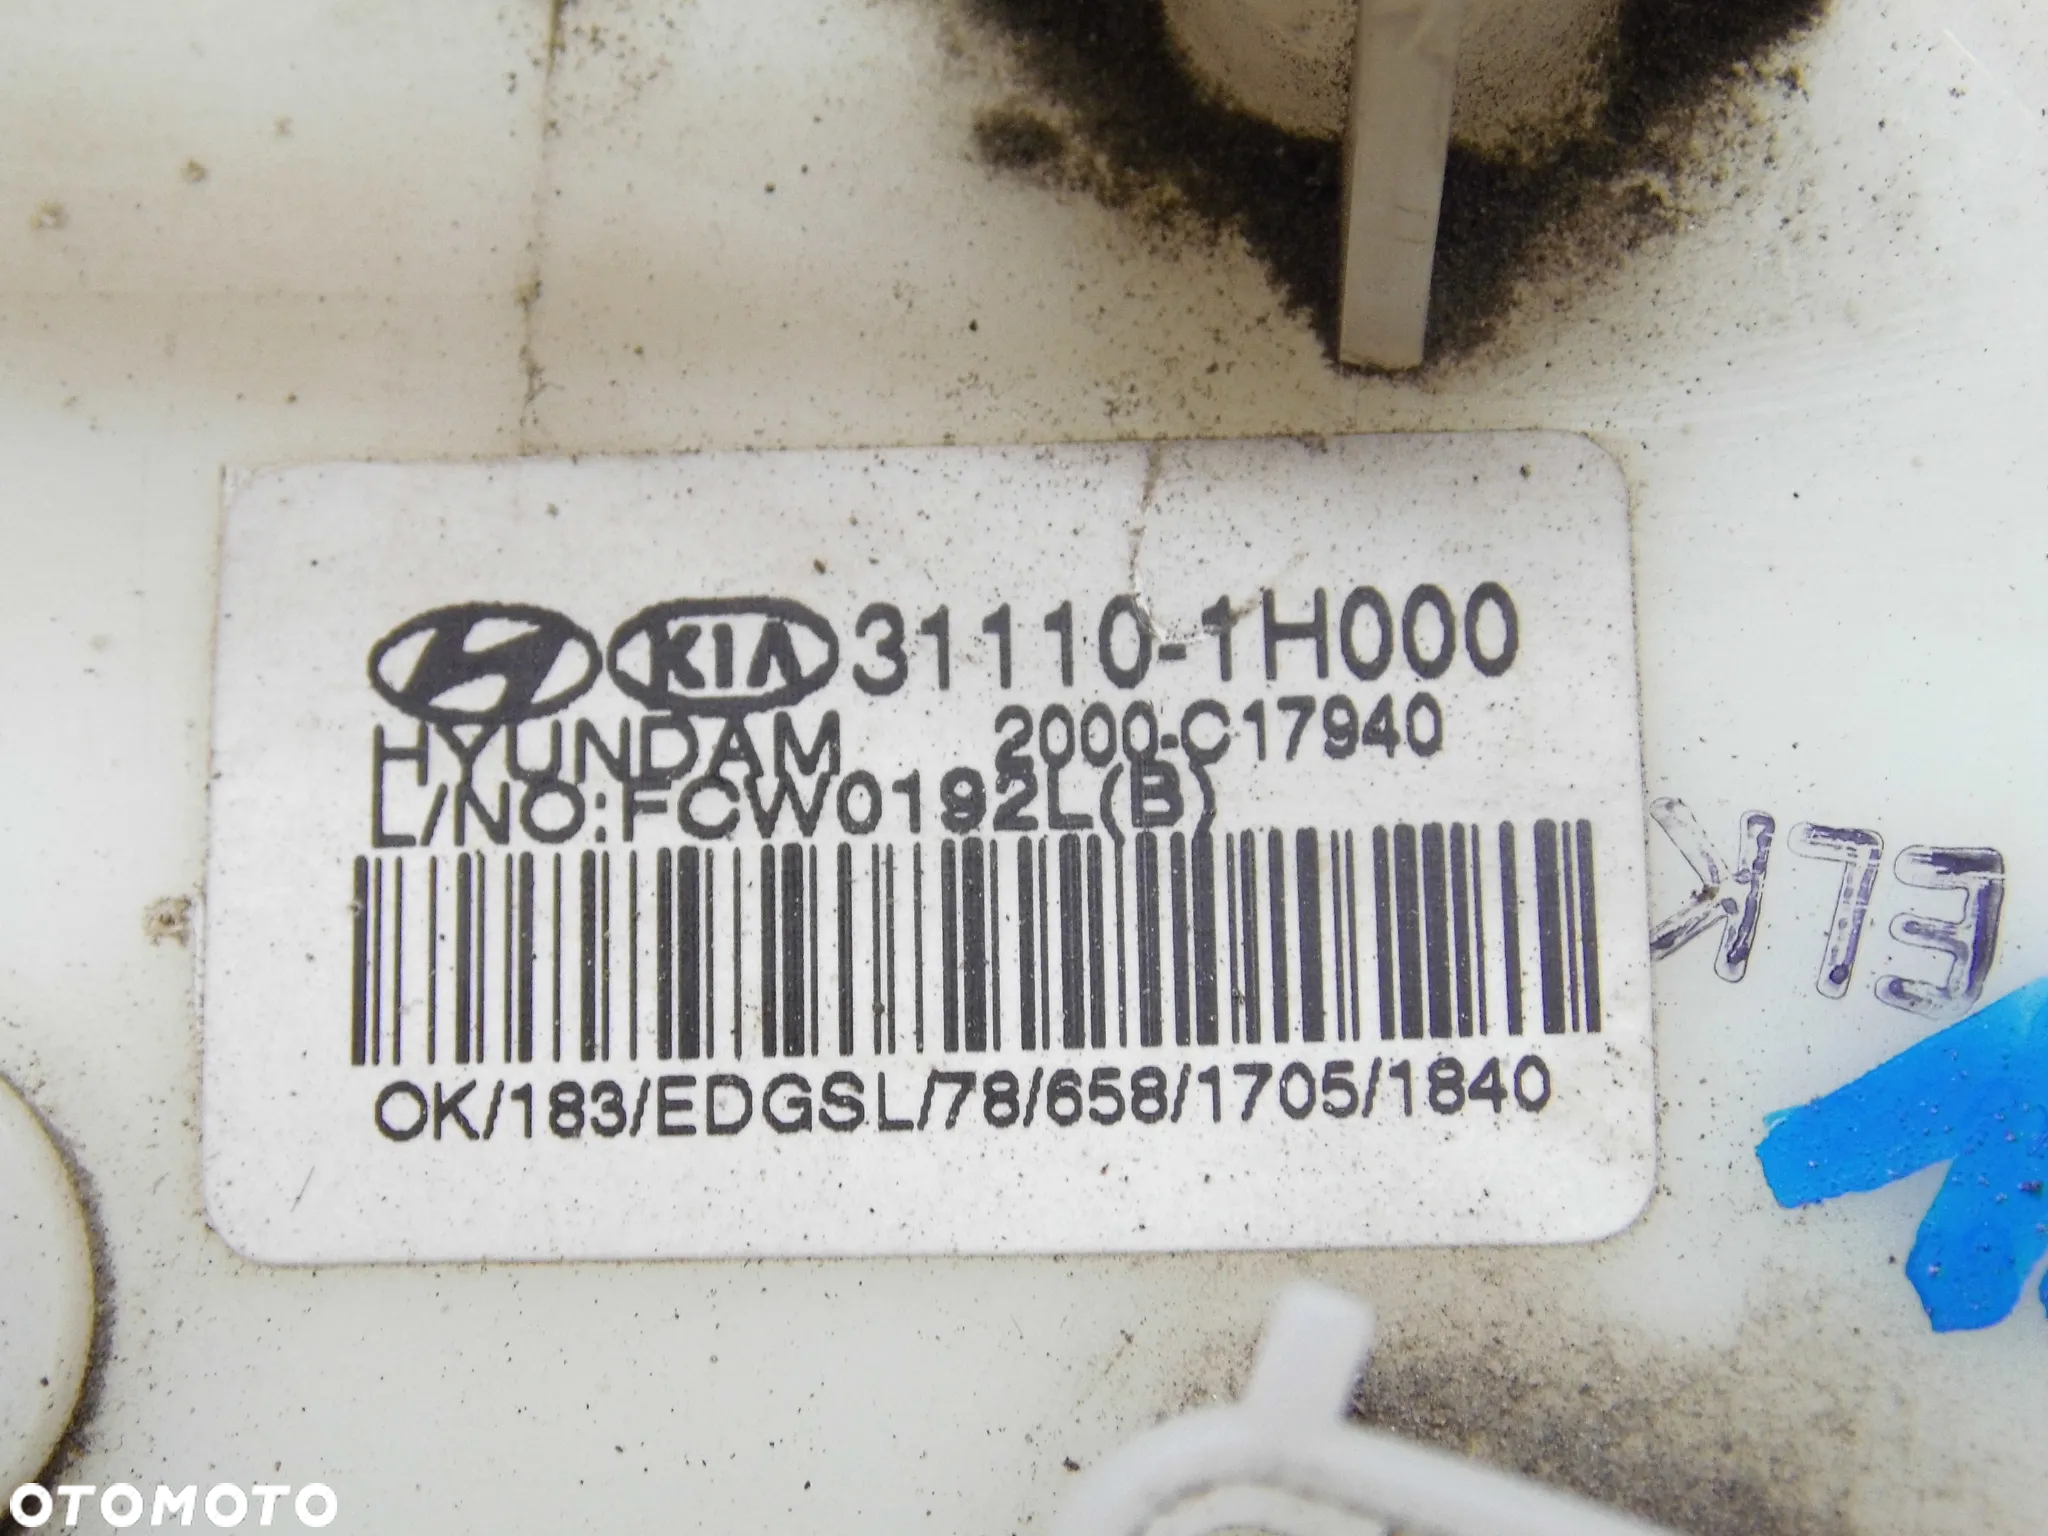 KIA 31110-1H000
HYUNDAM 2000-C17940
L/NO:FCW0192L(B)
OK/183/EDGSL/78/658/1705/1840
OTOMOTO